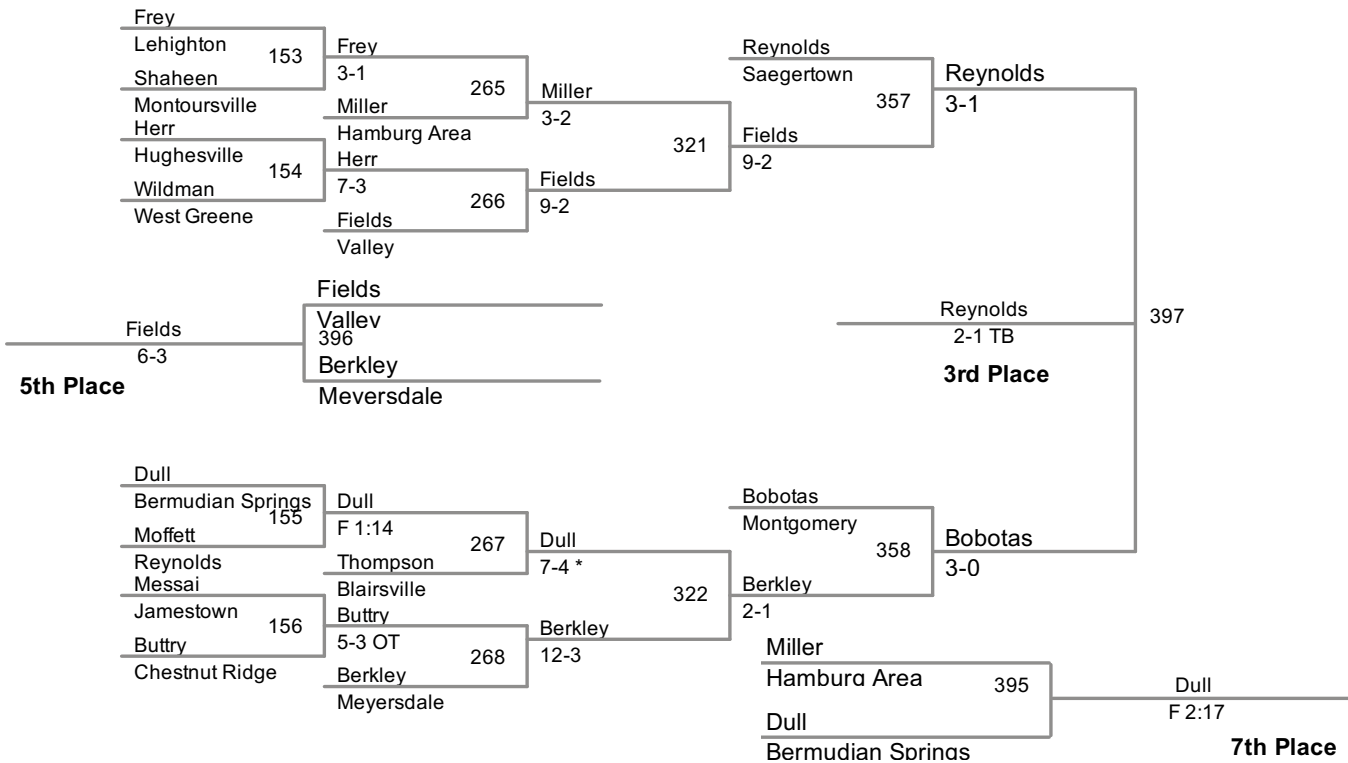 Frey
Lehighton
153
Shaheen
Montoursville
Frey
3-1
265
Miller
Hamburg Area
Herr
Hughesville
154
Wildman
West Greene
Herr
7-3
266
Fields
Valley
Miller
3-2
321
Fields
9-2
Reynolds
Saegertown
357
Fields
9-2
Reynolds
3-1
Fields
Valley
396
Berkley
Meyersdale
Fields
6-3
5th Place
Reynolds
2-1 TB
3rd Place
397
Dull
Bermudian Springs
155
Moffett
Reynolds
Dull
F 1:14
267
Thompson
Blairsville
Messai
Jamestown
156
Buttry
Chestnut Ridge
Buttry
5-3 OT
268
Berkley
Meyersdale
Dull
7-4 *
322
Berkley
12-3
Bobotas
Montgomery
358
Berkley
2-1
Bobotas
3-0
Miller
Hamburg Area
395
Dull
Bermudian Springs
Dull
F 2:17
7th Place